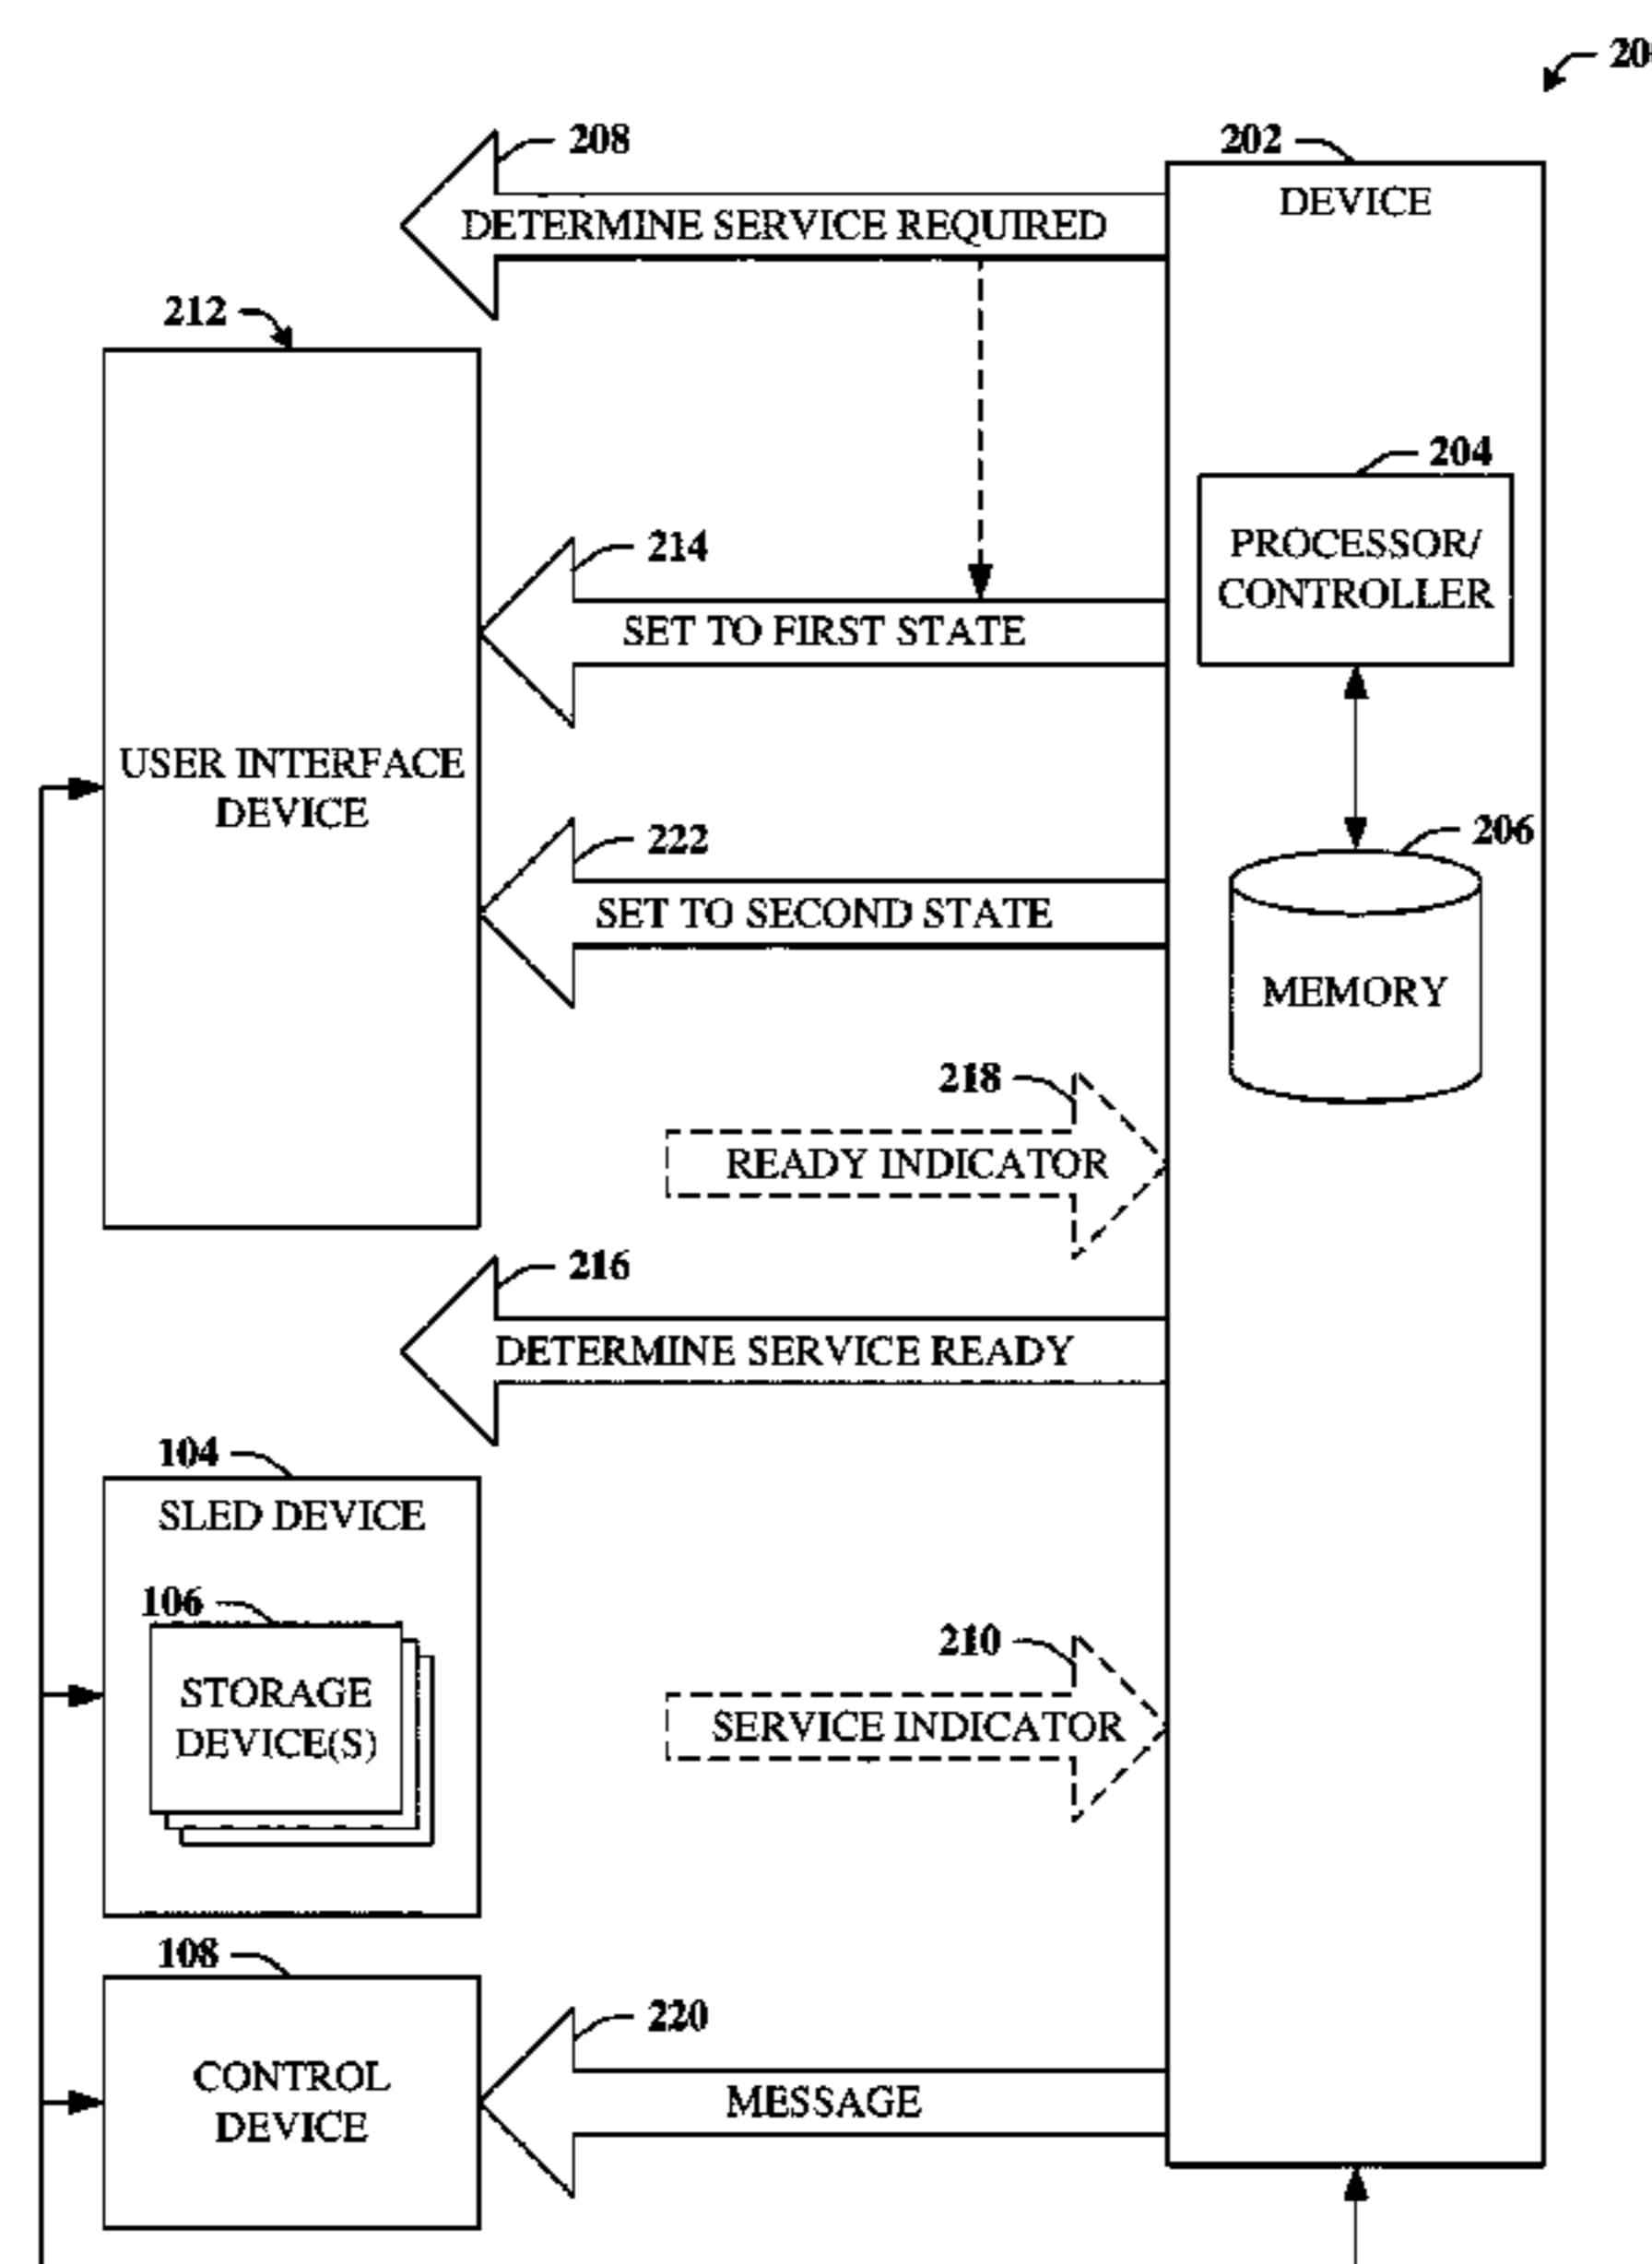 20
208
202
DETERMINE SERVICE REQUIRED
DEVICE
212
204
214
PROCESSOR/
CONTROLLER
SET TO FIRST STATE
USER INTERFACE
DEVICE
222
206
SET TO SECOND STATE
MEMORY
218
READY INDICATOR
216
DETERMINE SERVICE READY
104
SLED DEVICE
106
STORAGE
DEVICE(S)
210
SERVICE INDICATOR
108
220
CONTROL
DEVICE
MESSAGE